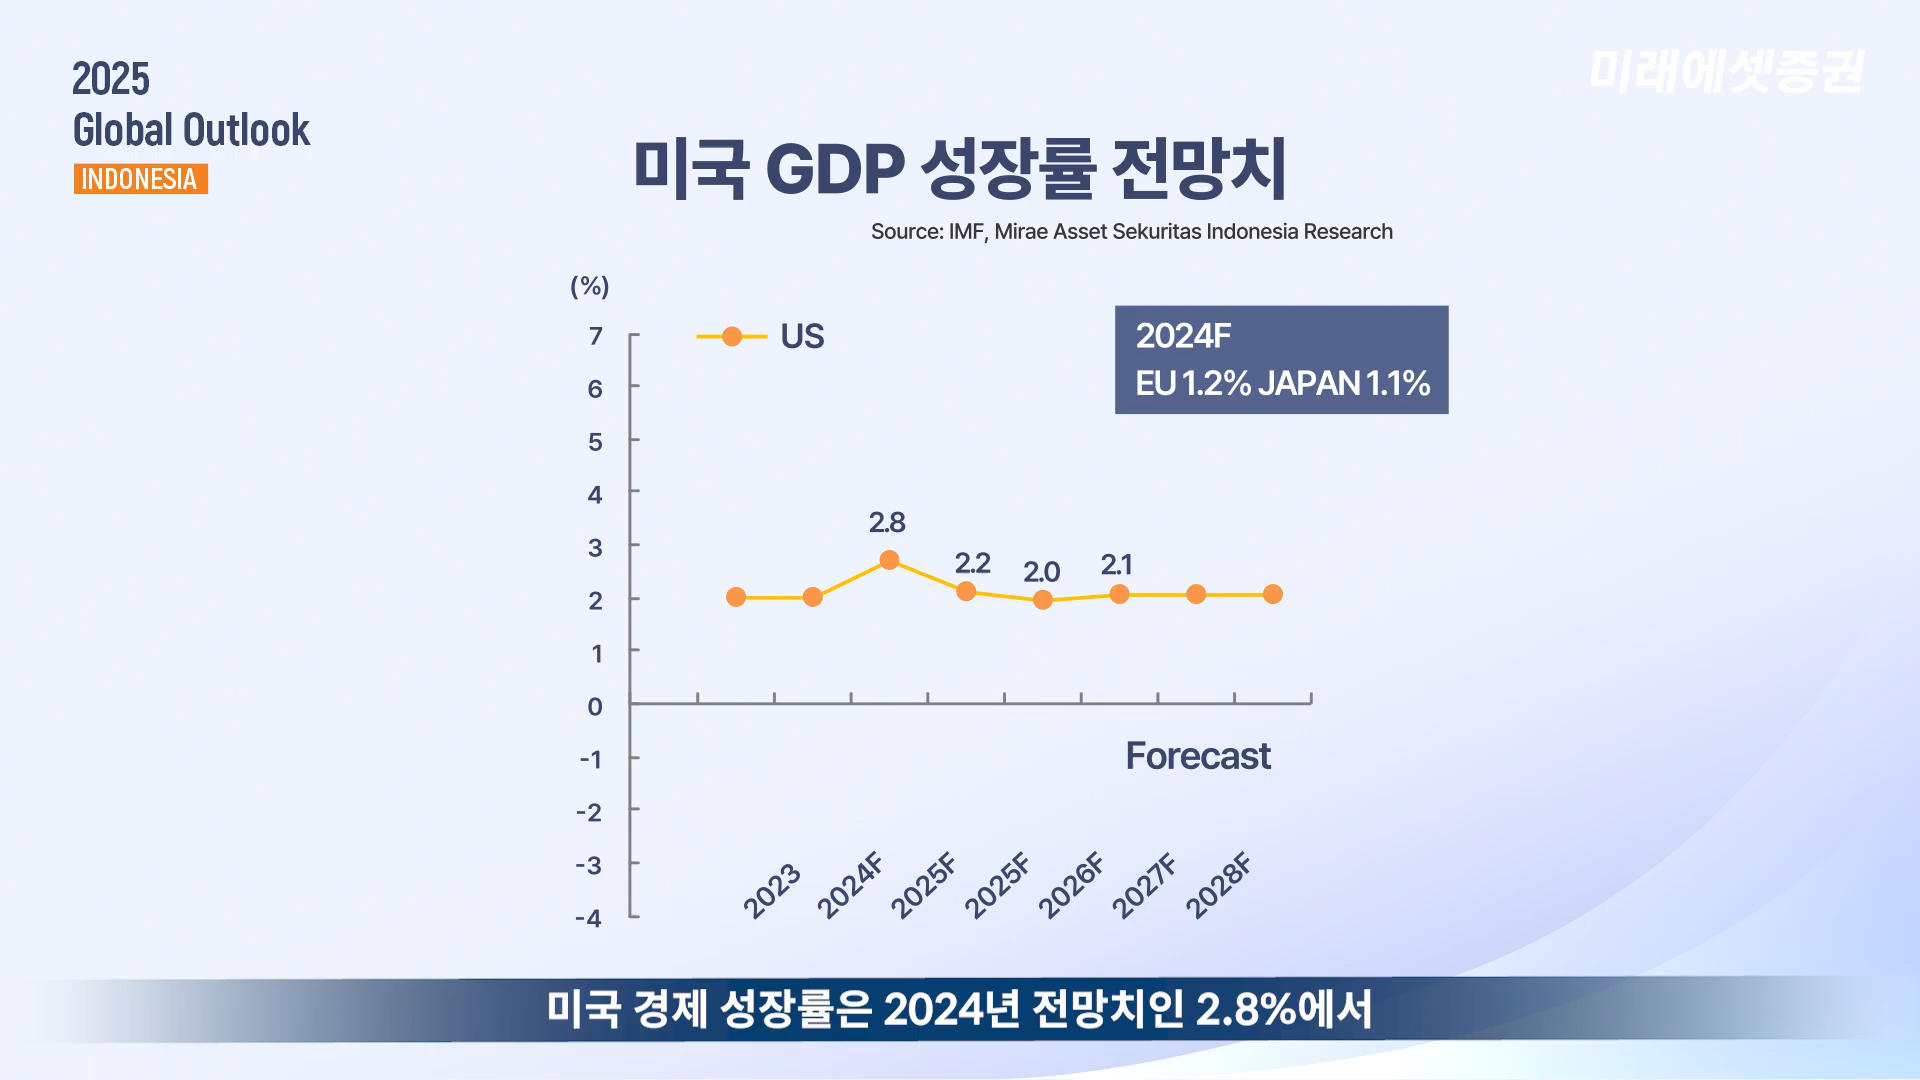 2025
Global Outlook
INDONESIA
미래에셋증권
미국 GDP 성장률 전망치
Source: IMF, Mirae Asset Sekuritas Indonesia Research
(%)
US
2024F
EU 1.2% JAPAN 1.1%
7
6
5
4
3
2
1
0
-1
-2
-3
-4
2.8
2.2
2.0
2.1
Forecast
2023
2024F
2025F
2025F
2026F
2027F
2028F
미국 경제 성장률은 2024년 전망치인 2.8%에서